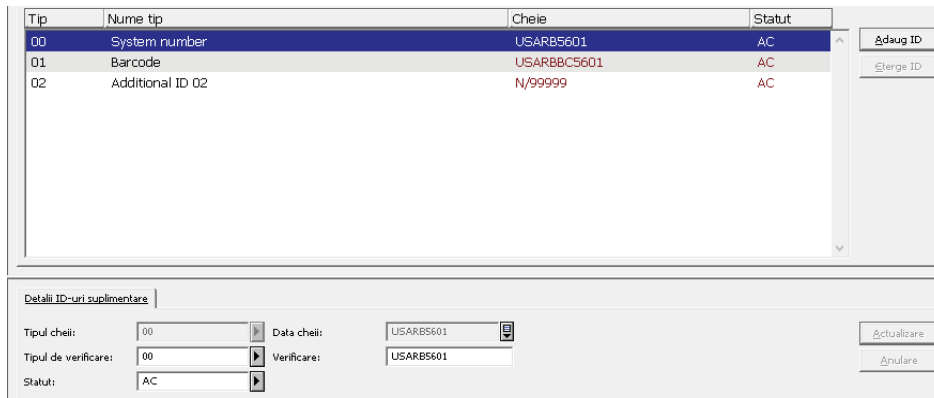 Tip Nume tip Cheie Statut
00 System number USARB5601 AC
01 Barcode USARBBC5601 AC
02 Additional ID 02 N/99999 AC
Adaug ID
Єterge ID
Detalii ID-uri suplimentare
Tipul cheii: 00 Data cheii: USARB5601
Tipul de verificare: 00 Verificare: USARB5601
Statut: AC
Actualizare
Anulare